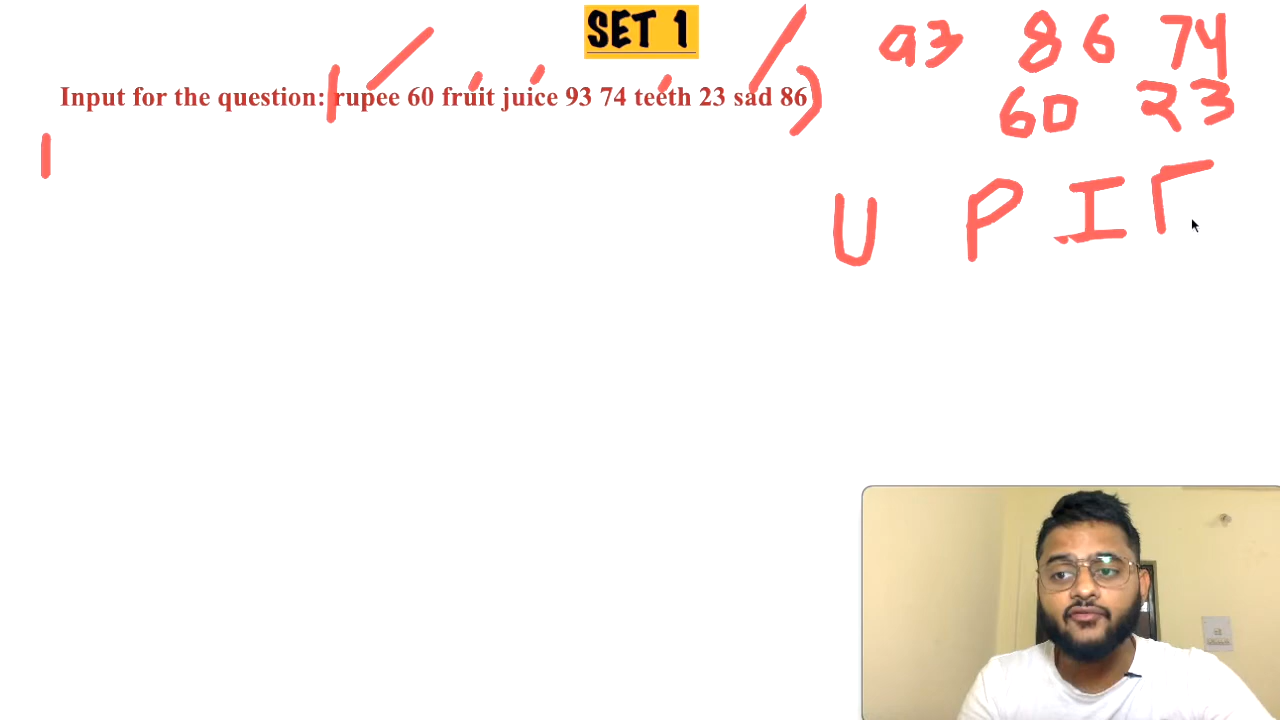 SET 1
Input for the question: rupee 60 fruit juice 93 74 teeth 23 sad 86
93 86 74
60 23
U P I